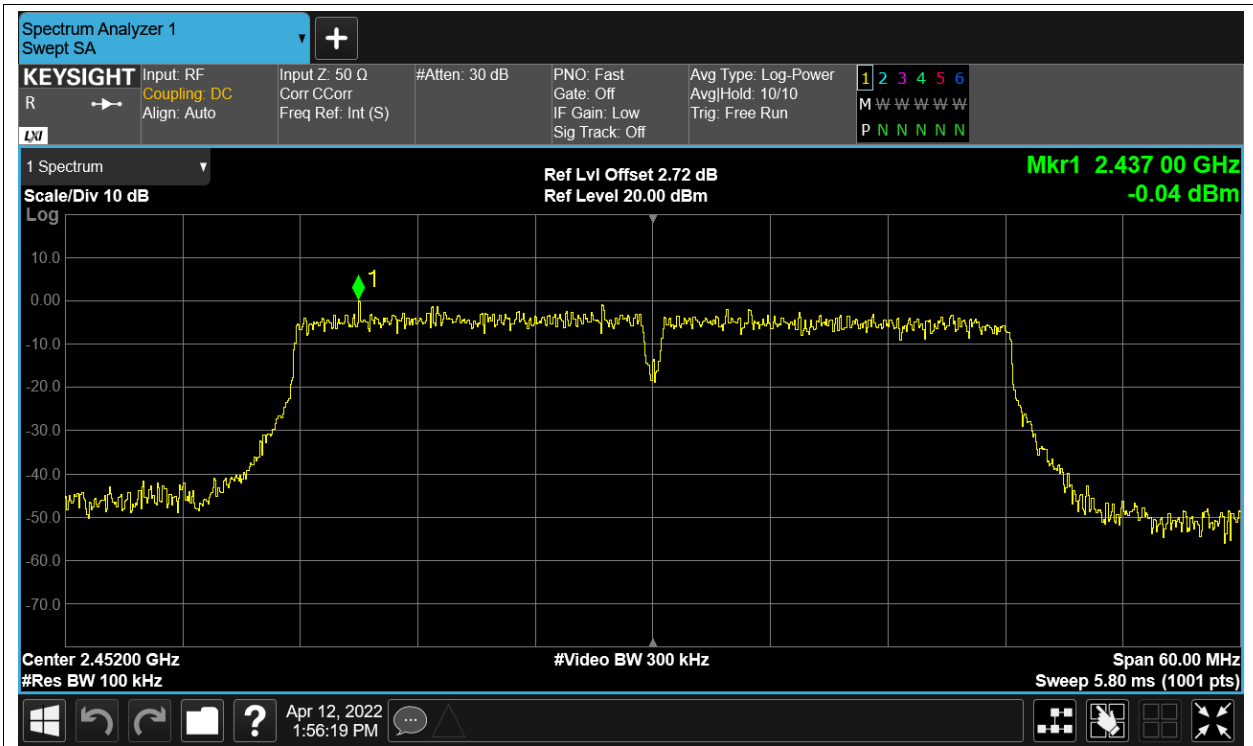 Spectrum Analyzer 1
Swept SA
KEYSIGHT
R
LXI
Input: RF
Coupling: DC
Align: Auto
Input Z: 50 Ω
Corr CCorr
Freq Ref: Int (S)
#Atten: 30 dB
PNO: Fast
Gate: Off
IF Gain: Low
Sig Track: Off
Avg Type: Log-Power
Avg|Hold: 10/10
Trig: Free Run
1 2 3 4 5 6
M W W W W W W
P N N N N N N
1 Spectrum
Scale/Div 10 dB
Ref Lvl Offset 2.72 dB
Ref Level 20.00 dBm
Mkr1 2.437 00 GHz
-0.04 dBm
Log
10.0
0.00
-10.0
-20.0
-30.0
-40.0
-50.0
-60.0
-70.0
1
Center 2.45200 GHz
#Res BW 100 kHz
#Video BW 300 kHz
Span 60.00 MHz
Sweep 5.80 ms (1001 pts)
?
Apr 12, 2022
1:56:19 PM